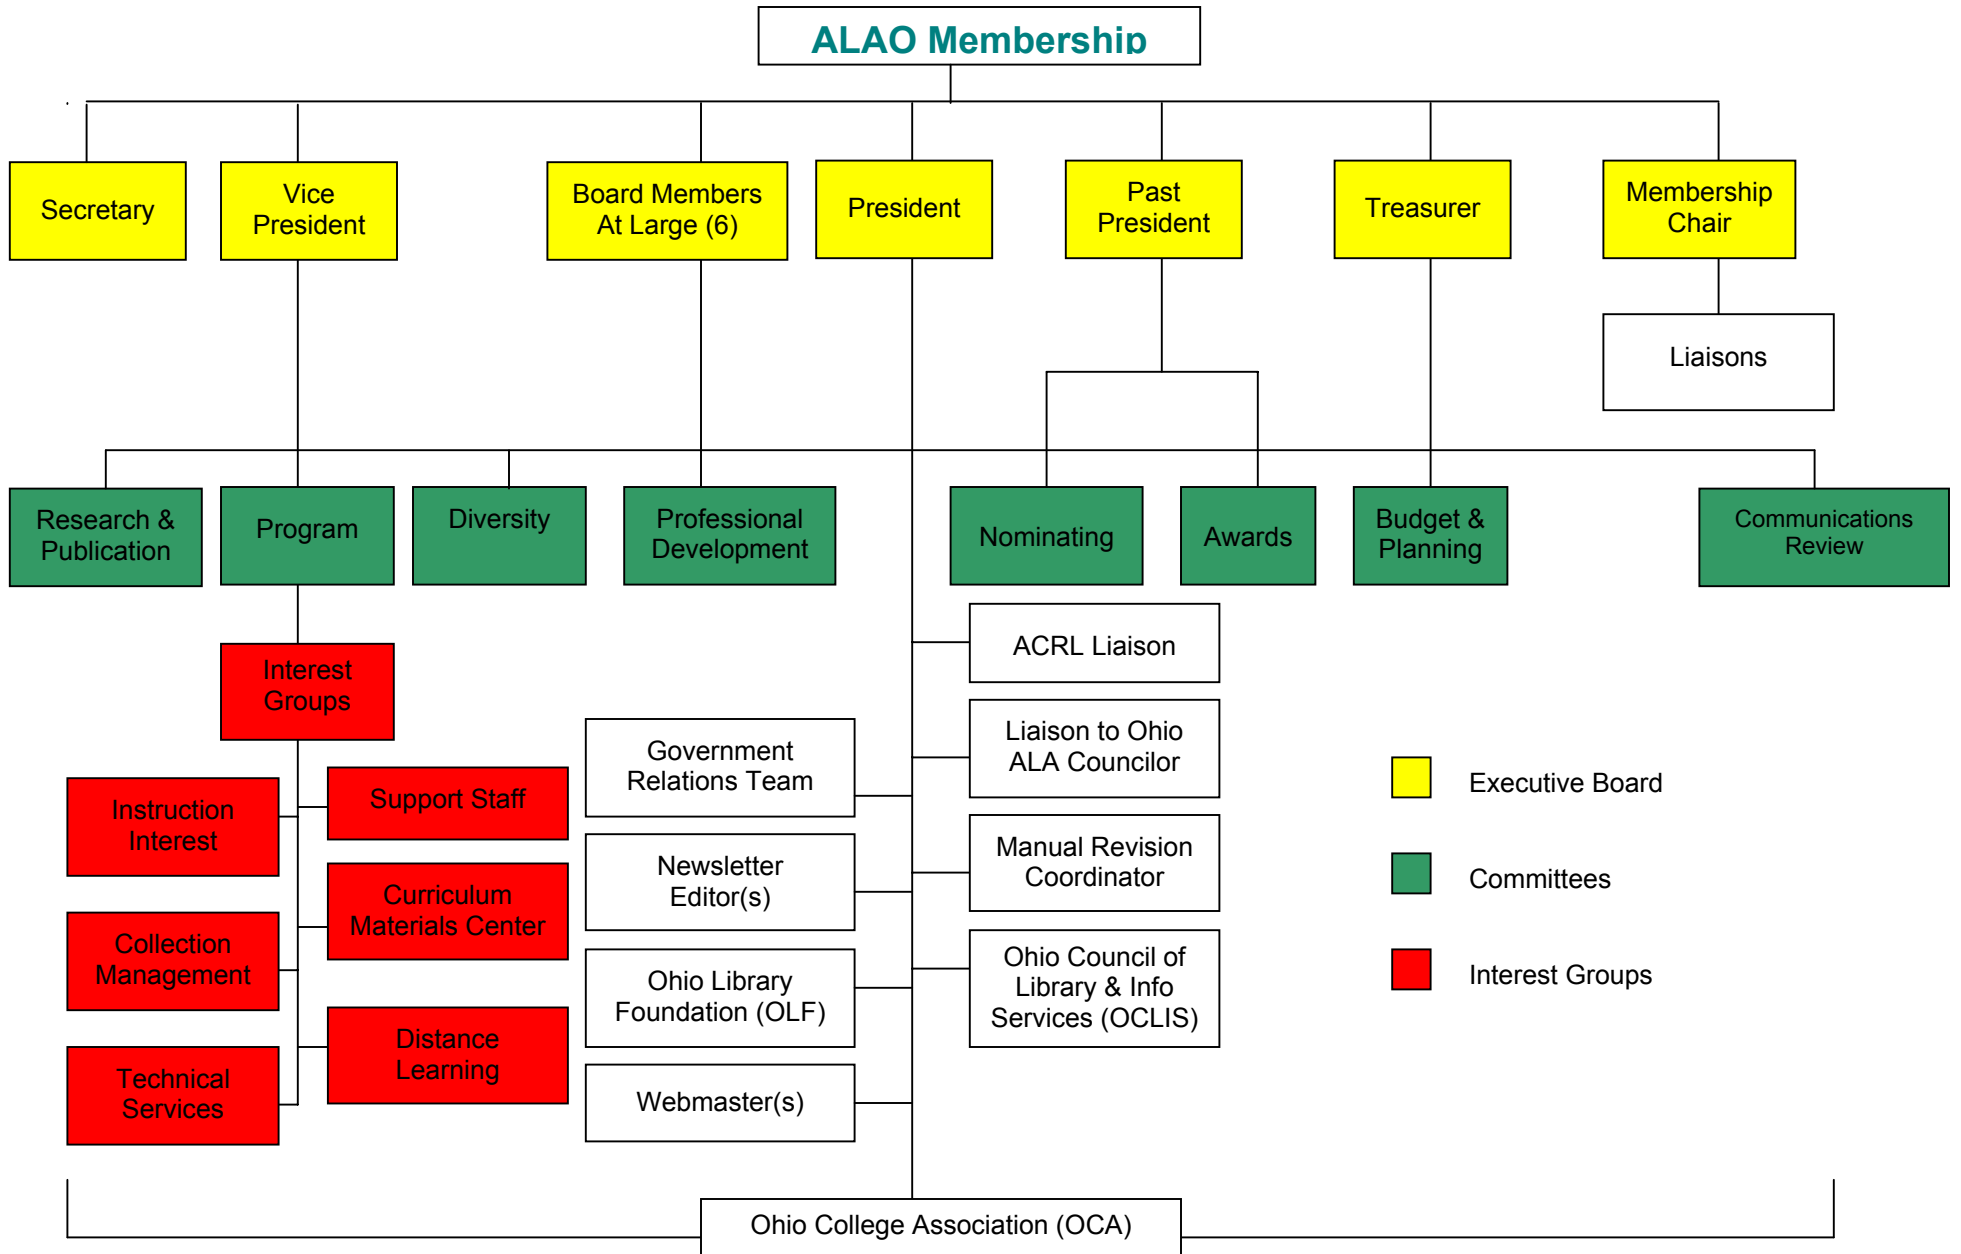 ALAO Membership
Secretary
Vice
President
Board Members
At Large (6)
President
Past
President
Treasurer
Membership
Chair
Liaisons
Research &
Publication
Program
Diversity
Professional
Development
Nominating
Awards
Budget &
Planning
Communications
Review
Interest
Groups
Instruction
Interest
Collection
Management
Technical
Services
Support Staff
Curriculum
Materials Center
Distance
Learning
Government
Relations Team
Newsletter
Editor(s)
Ohio Library
Foundation (OLF)
Webmaster(s)
ACRL Liaison
Liaison to Ohio
ALA Councilor
Manual Revision
Coordinator
Ohio Council of
Library & Info
Services (OCLIS)
Executive Board
Committees
Interest Groups
Ohio College Association (OCA)